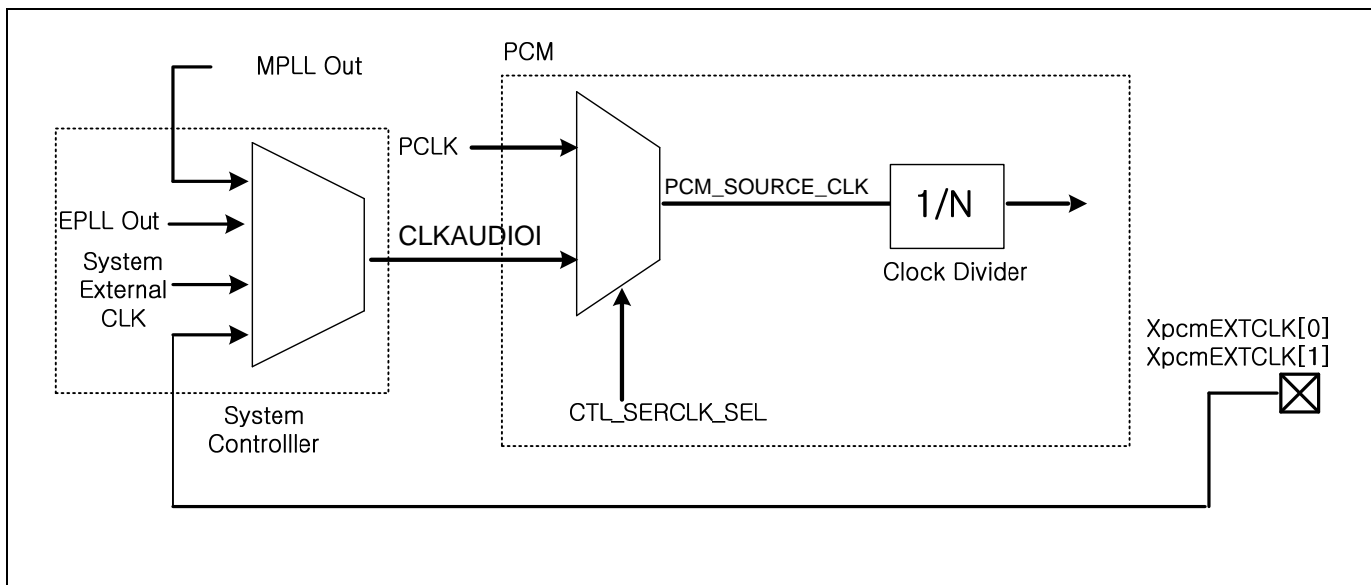 MPLL Out
PCM
PCLK
EPLL Out
CLKAUDIOI
PCM_SOURCE_CLK
1/N
Clock Divider
System
External
CLK
XpcmEXTCLK[0]
XpcmEXTCLK[1]
System
Controlller
CTL_SERCLK_SEL